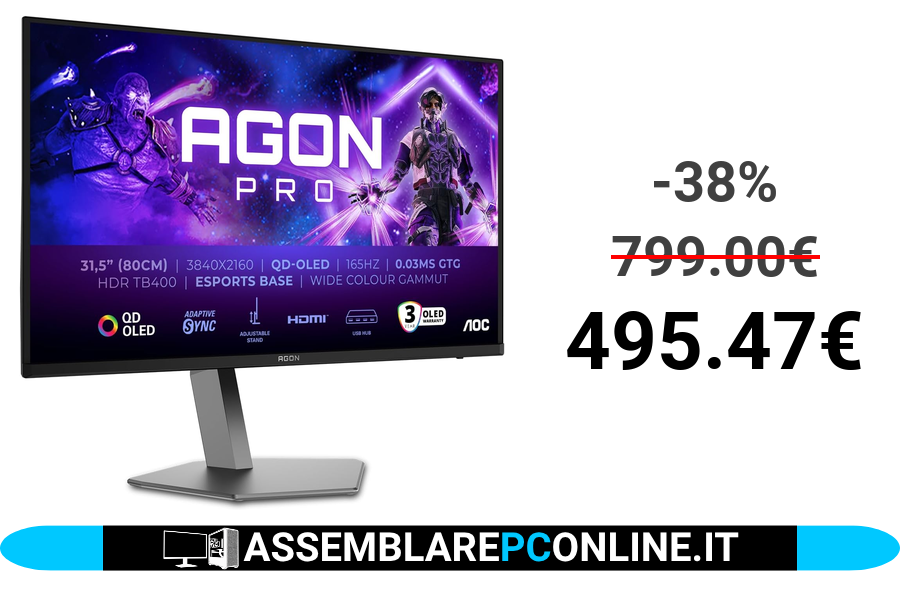 AGON
PRO
31,5” (80CM) | 3840X2160 | QD-OLED | 165HZ | 0.03MS GTG
HDR TB400 | ESPORTS BASE | WIDE COLOUR GAMMUT
QD
OLED
ADAPTIVE
SYNC
ADJUSTABLE
STAND
HDMI
USB HUB
3
YEAR
OLED
WARRANTY
AOC
AGON
-38%
799.00€
495.47€
ASSEMBLAREPCONLINE.IT